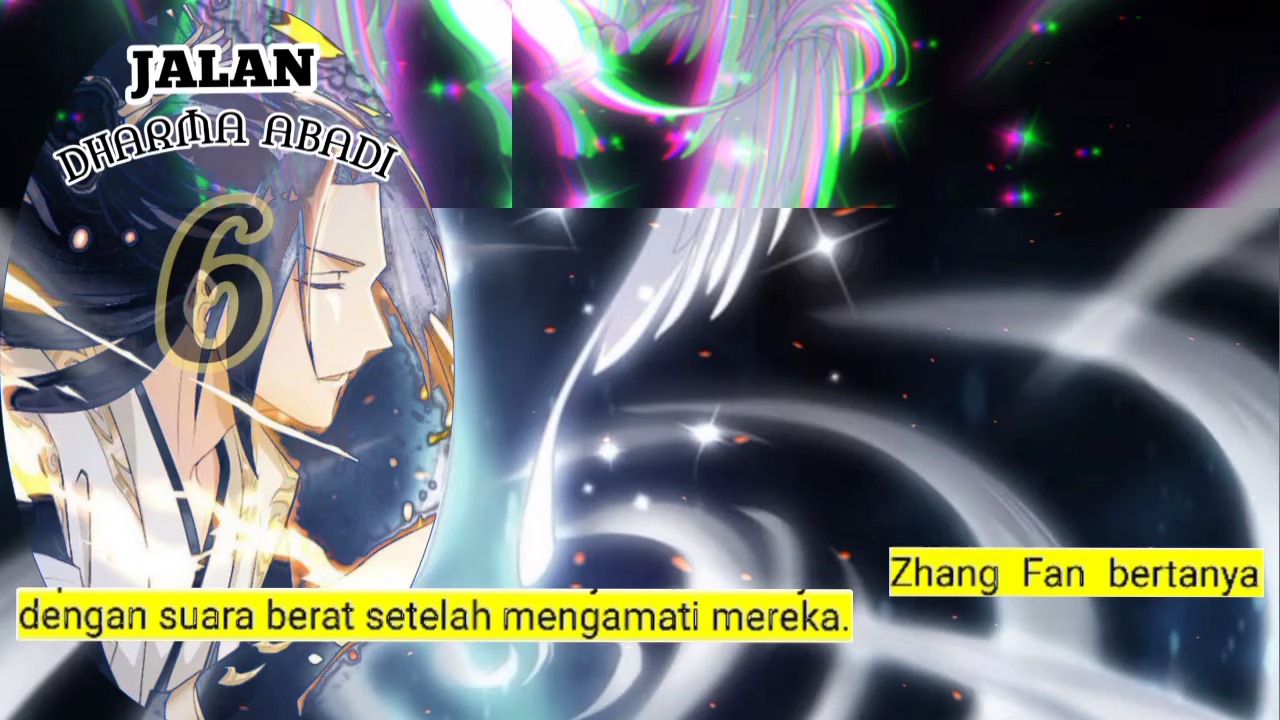 JALAN
DHARMA ABADI
6
Zhang Fan bertanya
dengan suara berat setelah mengamati mereka.